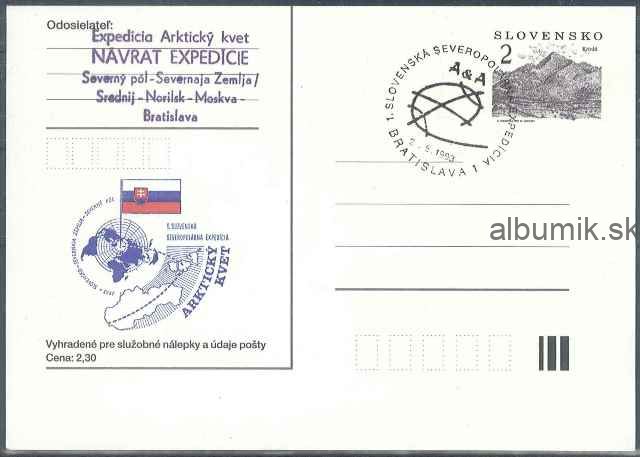 Odosielateľ:
Expedícia Arktický kvet
NÁVRAT EXPEDÍCIE
Severný pól-Severnaja Zemlja/
Srednij-Norilsk-Moskva-
Bratislava
1. SLOVENSKÁ
SEVEROPOLÁRNA EXPEDÍCIA
ARKTICKÝ
KVET
Vyhradené pre služobné nálepky a údaje pošty
Cena: 2,30
SLOVENSKO
2
Kriváň
1. SLOVENSKÁ SEVEROPOLÁRNA EXPEDÍCIA
A&A
1993
BRATISLAVA 1
albumik.sk